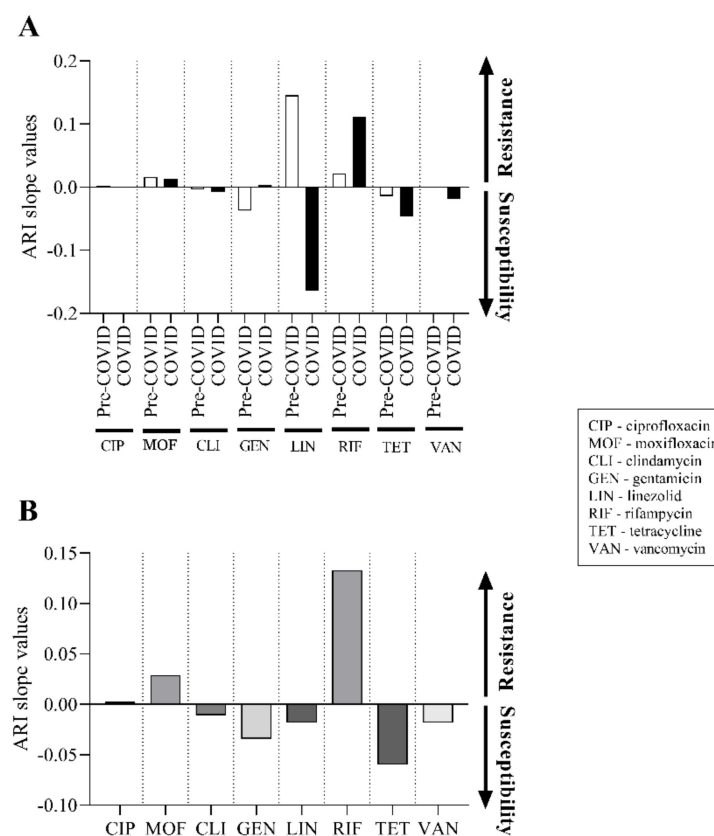 A
0.2
0.1
0.0
-0.1
-0.2
ARI slope values
Resistance
Susceptibility
Pre-COVID COVID Pre-COVID COVID Pre-COVID COVID Pre-COVID COVID Pre-COVID COVID Pre-COVID COVID Pre-COVID COVID Pre-COVID COVID
CIP MOF CLI GEN LIN RIF TET VAN
CIP - ciprofloxacin
MOF - moxifloxacin
CLI - clindamycin
GEN - gentamicin
LIN - linezolid
RIF - rifampycin
TET - tetracycline
VAN - vancomycin
B
0.15
0.10
0.05
0.00
-0.05
-0.10
ARI slope values
Resistance
Susceptibility
CIP MOF CLI GEN LIN RIF TET VAN